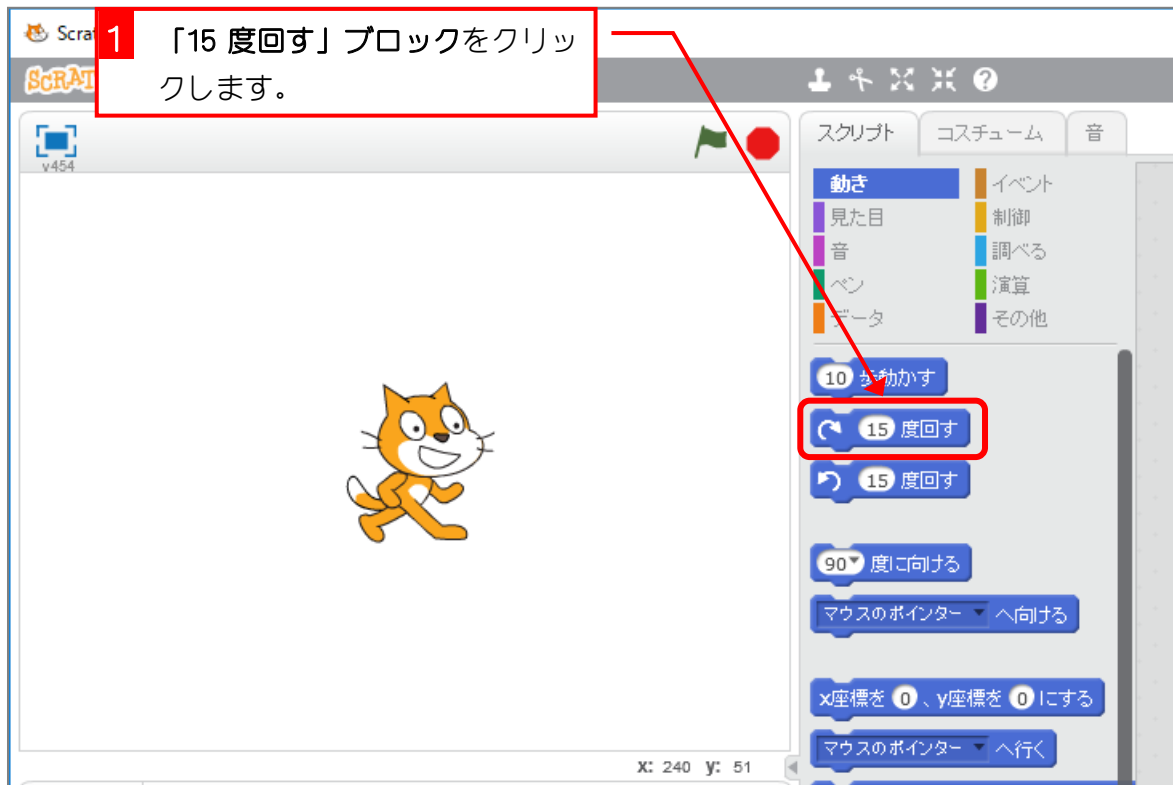 Scra
1
「15 度回す」ブロックをクリッ
クします。
SCRAT
v454
スクリプト
コスチューム
音
動き
イベント
見た目
制御
音
調べる
ペン
演算
データ
その他
10 歩動かす
15 度回す
15 度回す
90 度に向ける
マウスのポインター へ向ける
x座標を 0 、y座標を 0 にする
マウスのポインター へ行く
x: 240 y: 51